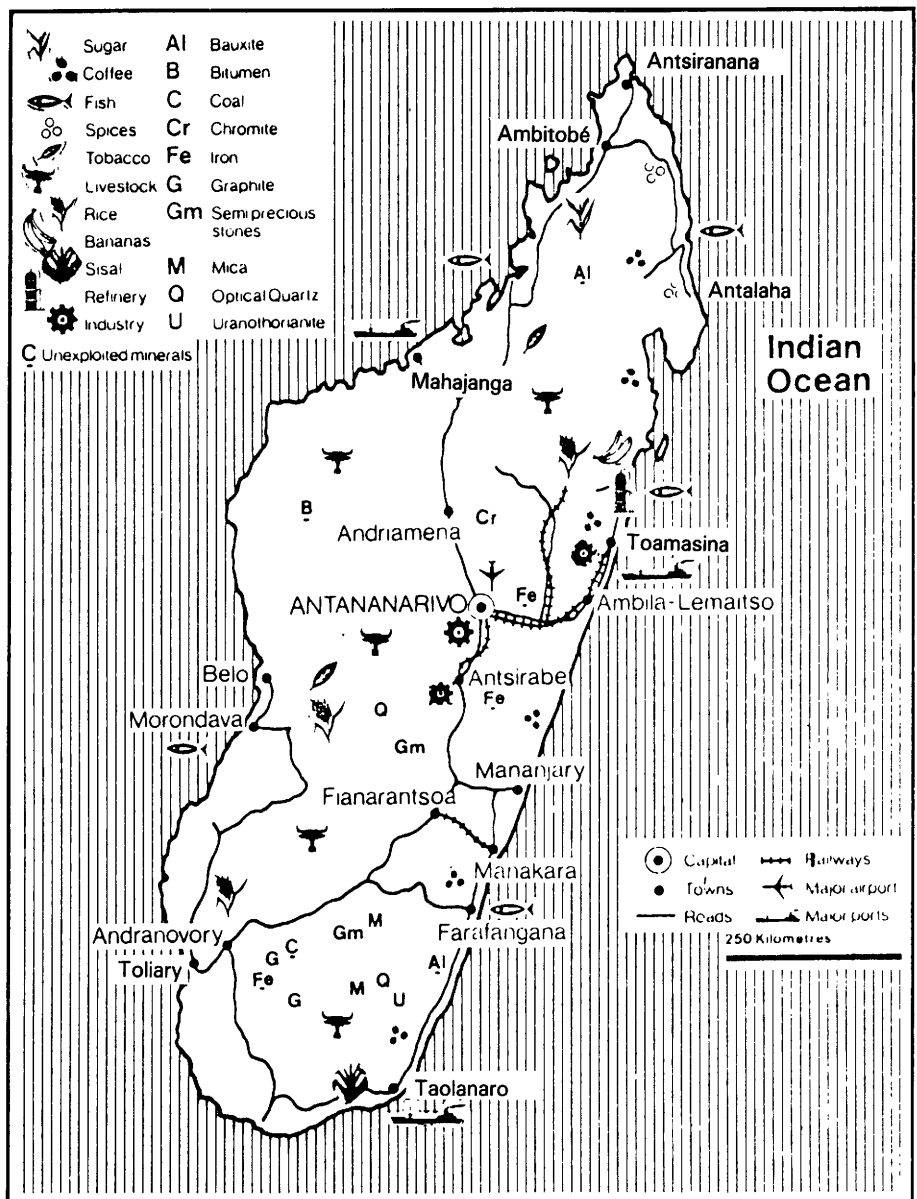 Sugar Al Bauxite
Coffee B Bitumen
Fish C Coal
Spices Cr Chromite
Tobacco Fe Iron
Livestock G Graphite
Rice Gm Semi precious
stones
Bananas
Sisal M Mica
Refinery Q Optical Quartz
Industry U Uranothorianite
C Unexploited minerals
Antsiranana
Ambitobé
Al
Antalaha
Indian
Ocean
Mahajanga
B
Andriamena
Cr
Toamasina
Fe
ANTANANARIVO
Ambila-Lemaitso
Belo
Antsirabe
Fe
Q
Morondava
Gm
Mananjary
Fianarantsoa
Manakara
Capital Railways
Towns Major airport
Roads Major ports
250 Kilometres
Farafangana
Andranovory
Toliary
Gm M
G C
Fe
Al
G M Q
U
Taolanaro